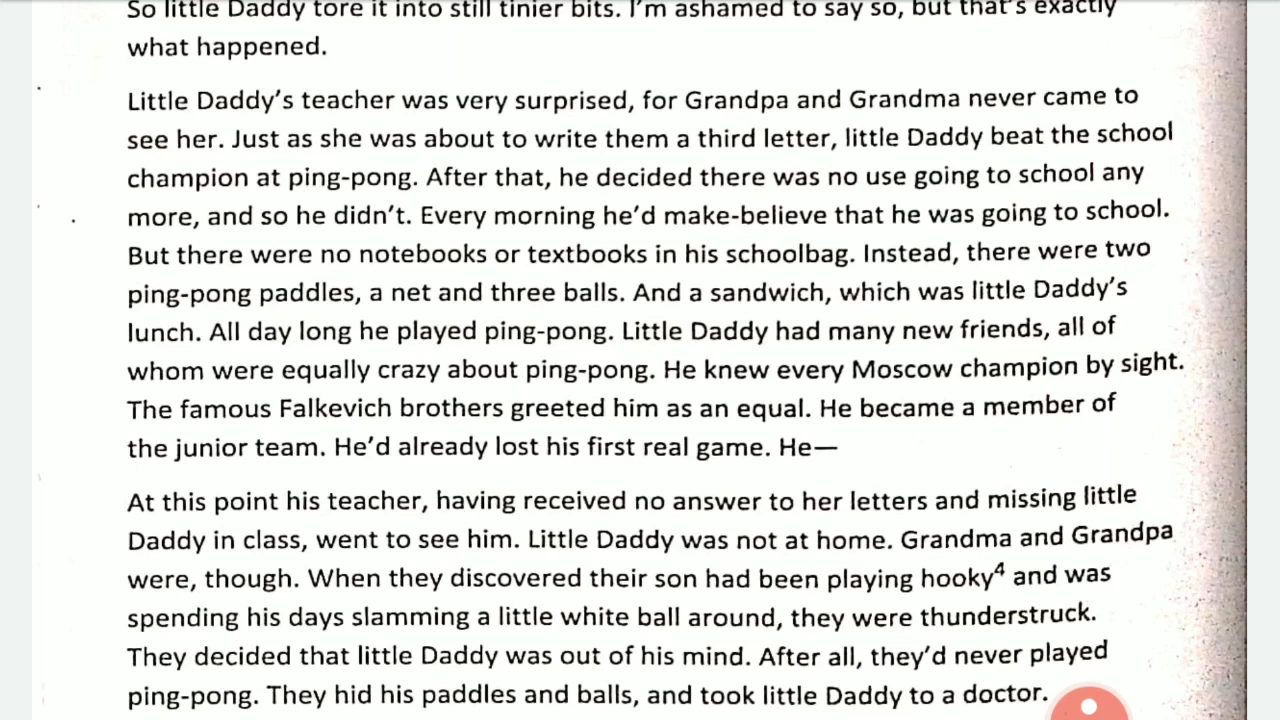 So little Daddy tore it into still tinier bits. I'm ashamed to say so, but that's exactly
what happened.
Little Daddy's teacher was very surprised, for Grandpa and Grandma never came to
see her. Just as she was about to write them a third letter, little Daddy beat the school
champion at ping-pong. After that, he decided there was no use going to school any
more, and so he didn't. Every morning he'd make-believe that he was going to school.
But there were no notebooks or textbooks in his schoolbag. Instead, there were two
ping-pong paddles, a net and three balls. And a sandwich, which was little Daddy's
lunch. All day long he played ping-pong. Little Daddy had many new friends, all of
whom were equally crazy about ping-pong. He knew every Moscow champion by sight.
The famous Falkevich brothers greeted him as an equal. He became a member of
the junior team. He'd already lost his first real game. He—
At this point his teacher, having received no answer to her letters and missing little
Daddy in class, went to see him. Little Daddy was not at home. Grandma and Grandpa
were, though. When they discovered their son had been playing hooky⁴ and was
spending his days slamming a little white ball around, they were thunderstruck.
They decided that little Daddy was out of his mind. After all, they'd never played
ping-pong. They hid his paddles and balls, and took little Daddy to a doctor.